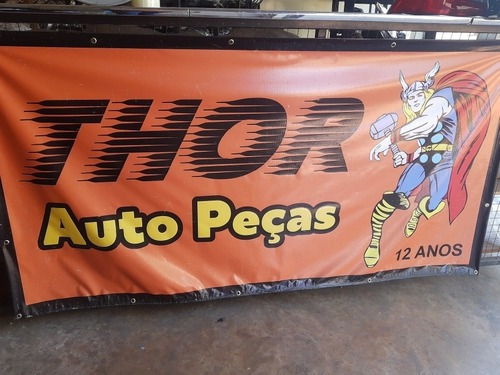 THOR
Auto Peças
12 ANOS